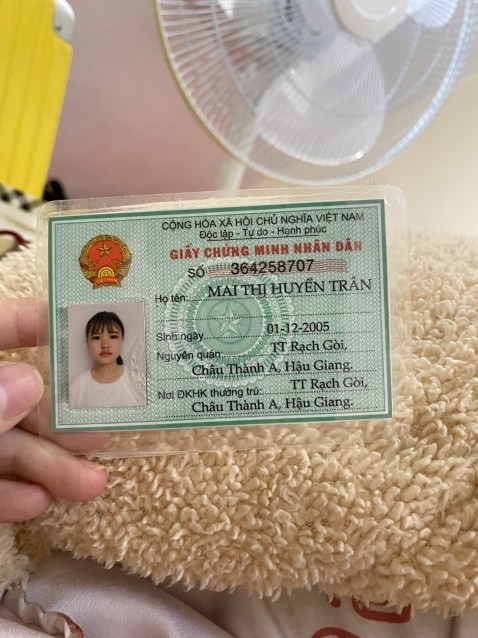 CỘNG HÒA XÃ HỘI CHỦ NGHĨA VIỆT NAM
Độc lập - Tự do - Hạnh phúc
GIẤY CHỨNG MINH NHÂN DÂN
SỐ 364258707
Họ tên: MAI THỊ HUYỀN TRÂN
Sinh ngày 01-12-2005
Nguyên quán: TT Rạch Gòi,
Châu Thành A, Hậu Giang.
Nơi ĐKHK thường trú: TT Rạch Gòi,
Châu Thành A, Hậu Giang.